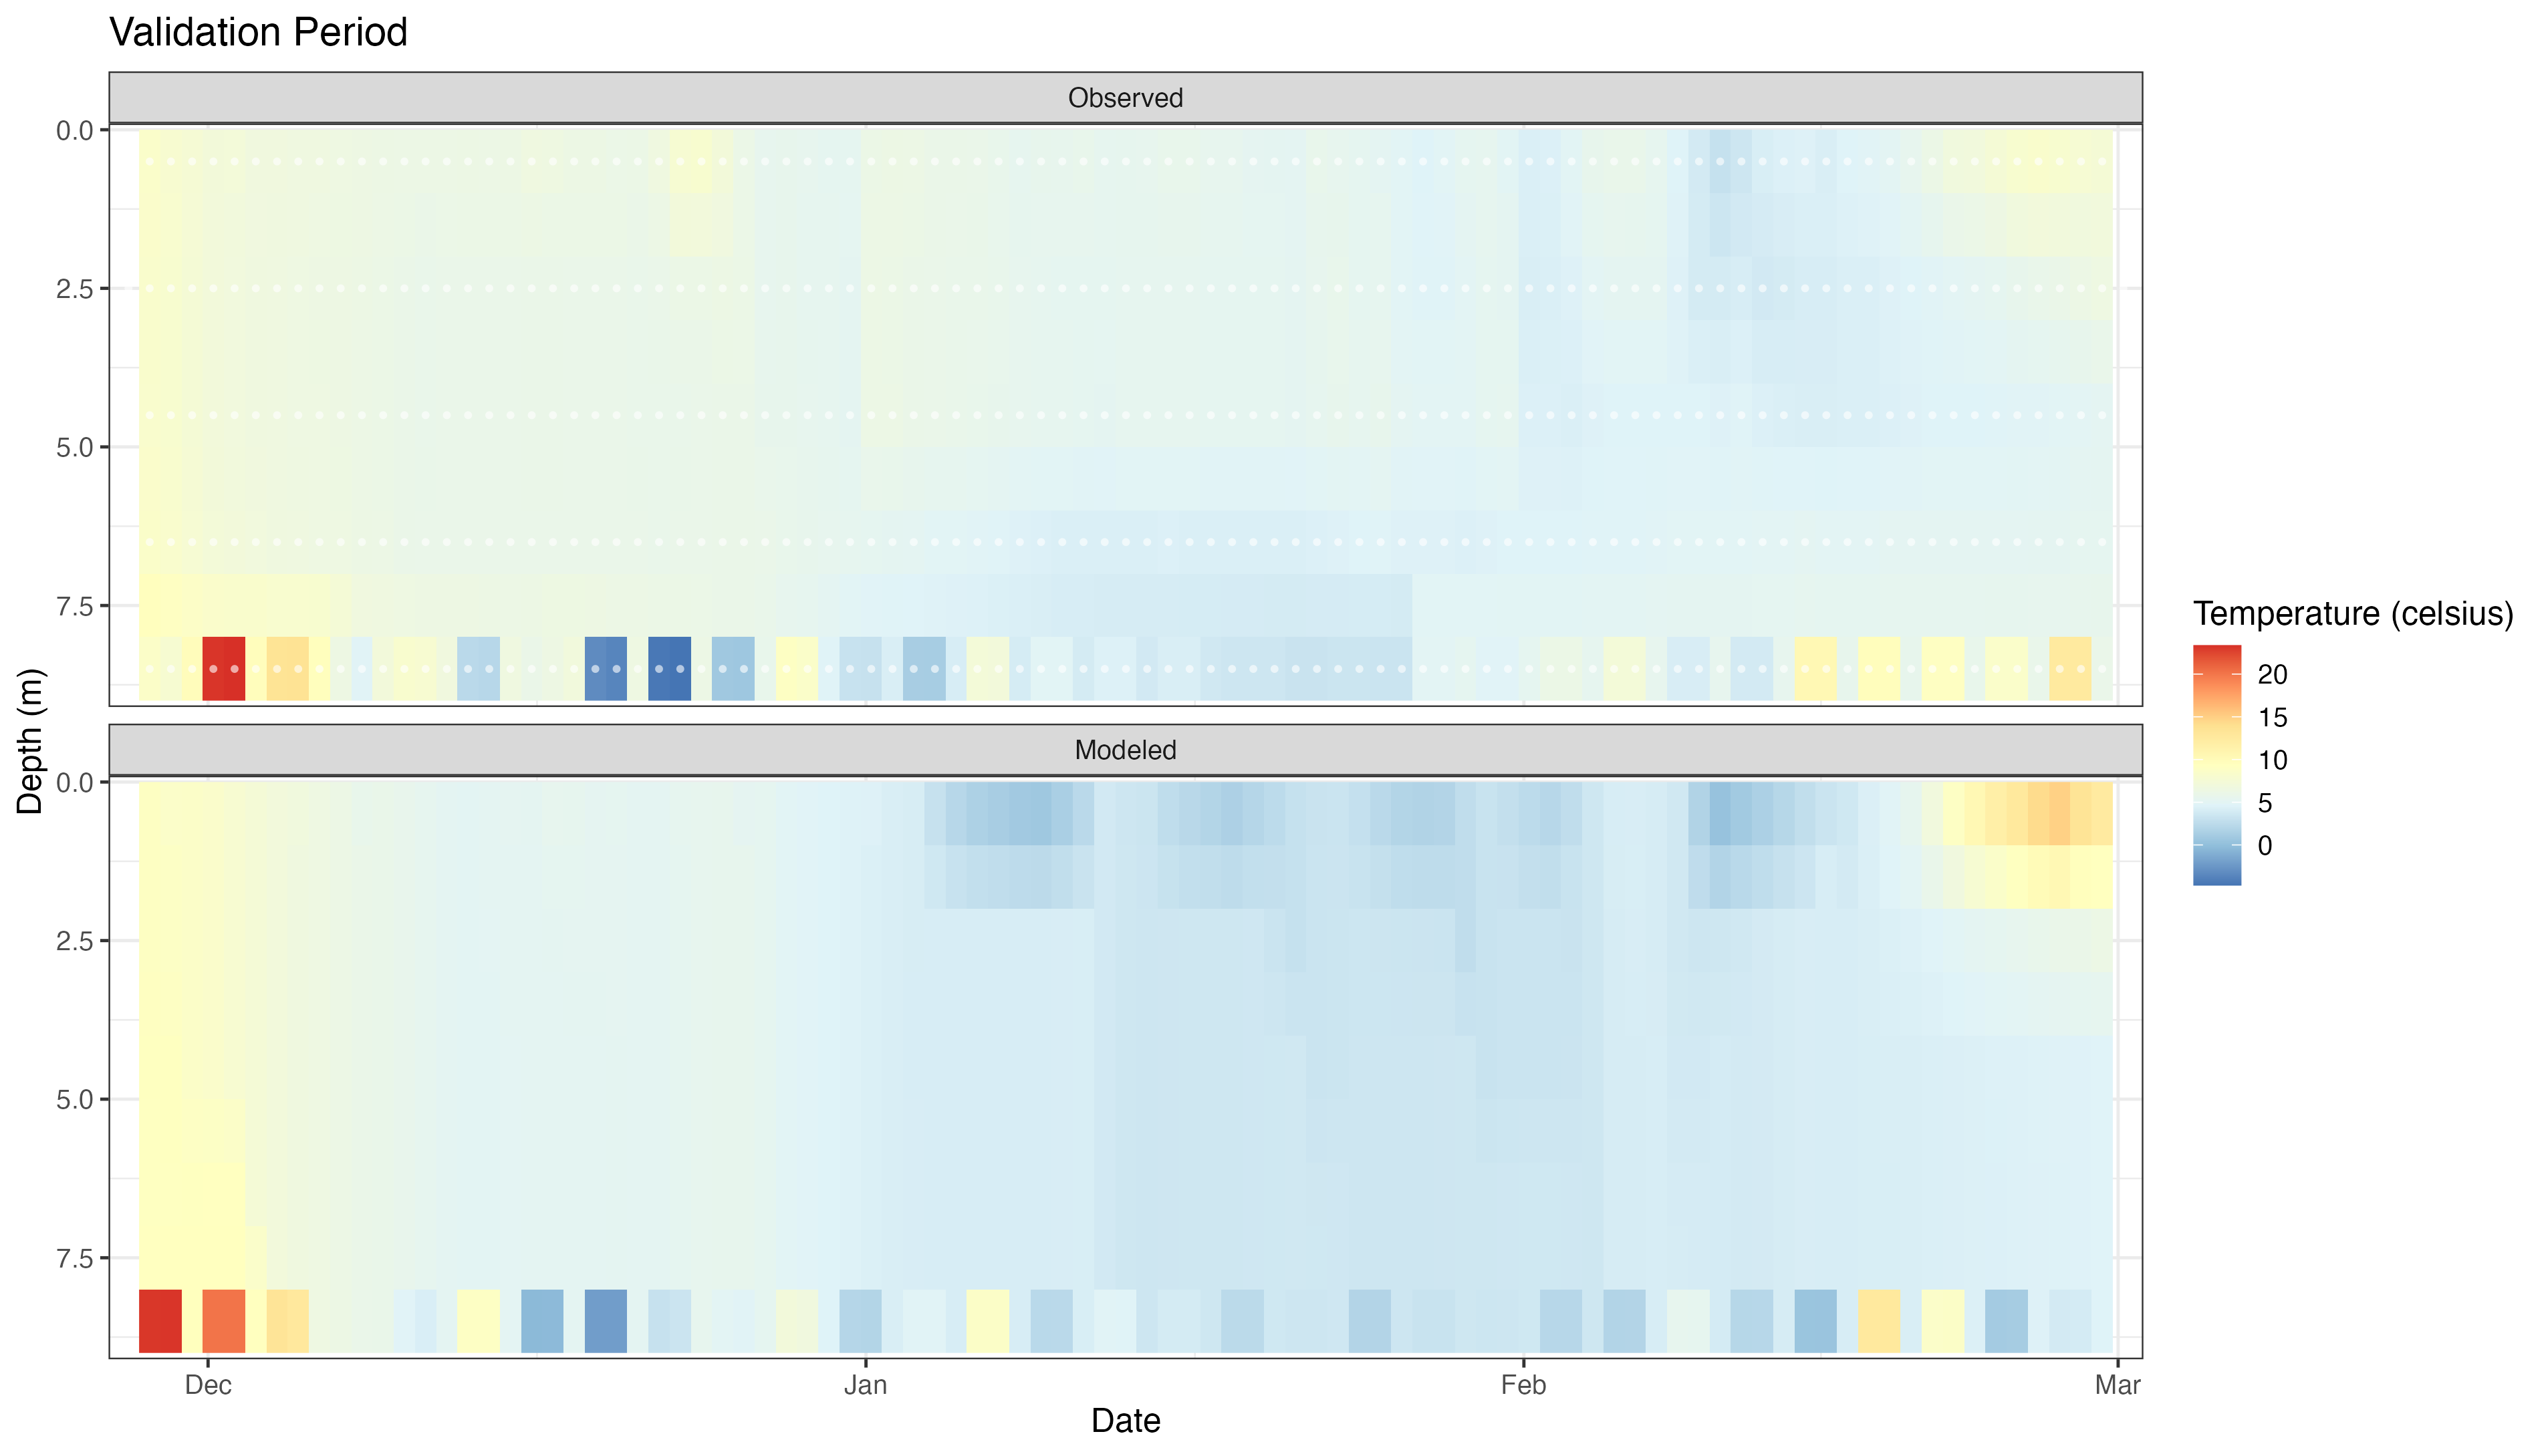 Validation Period
Observed
0.0
2.5
5.0
7.5
Modeled
0.0
2.5
5.0
7.5
Depth (m)
Dec
Jan
Feb
Mar
Date
Temperature (celsius)
20
15
10
5
0